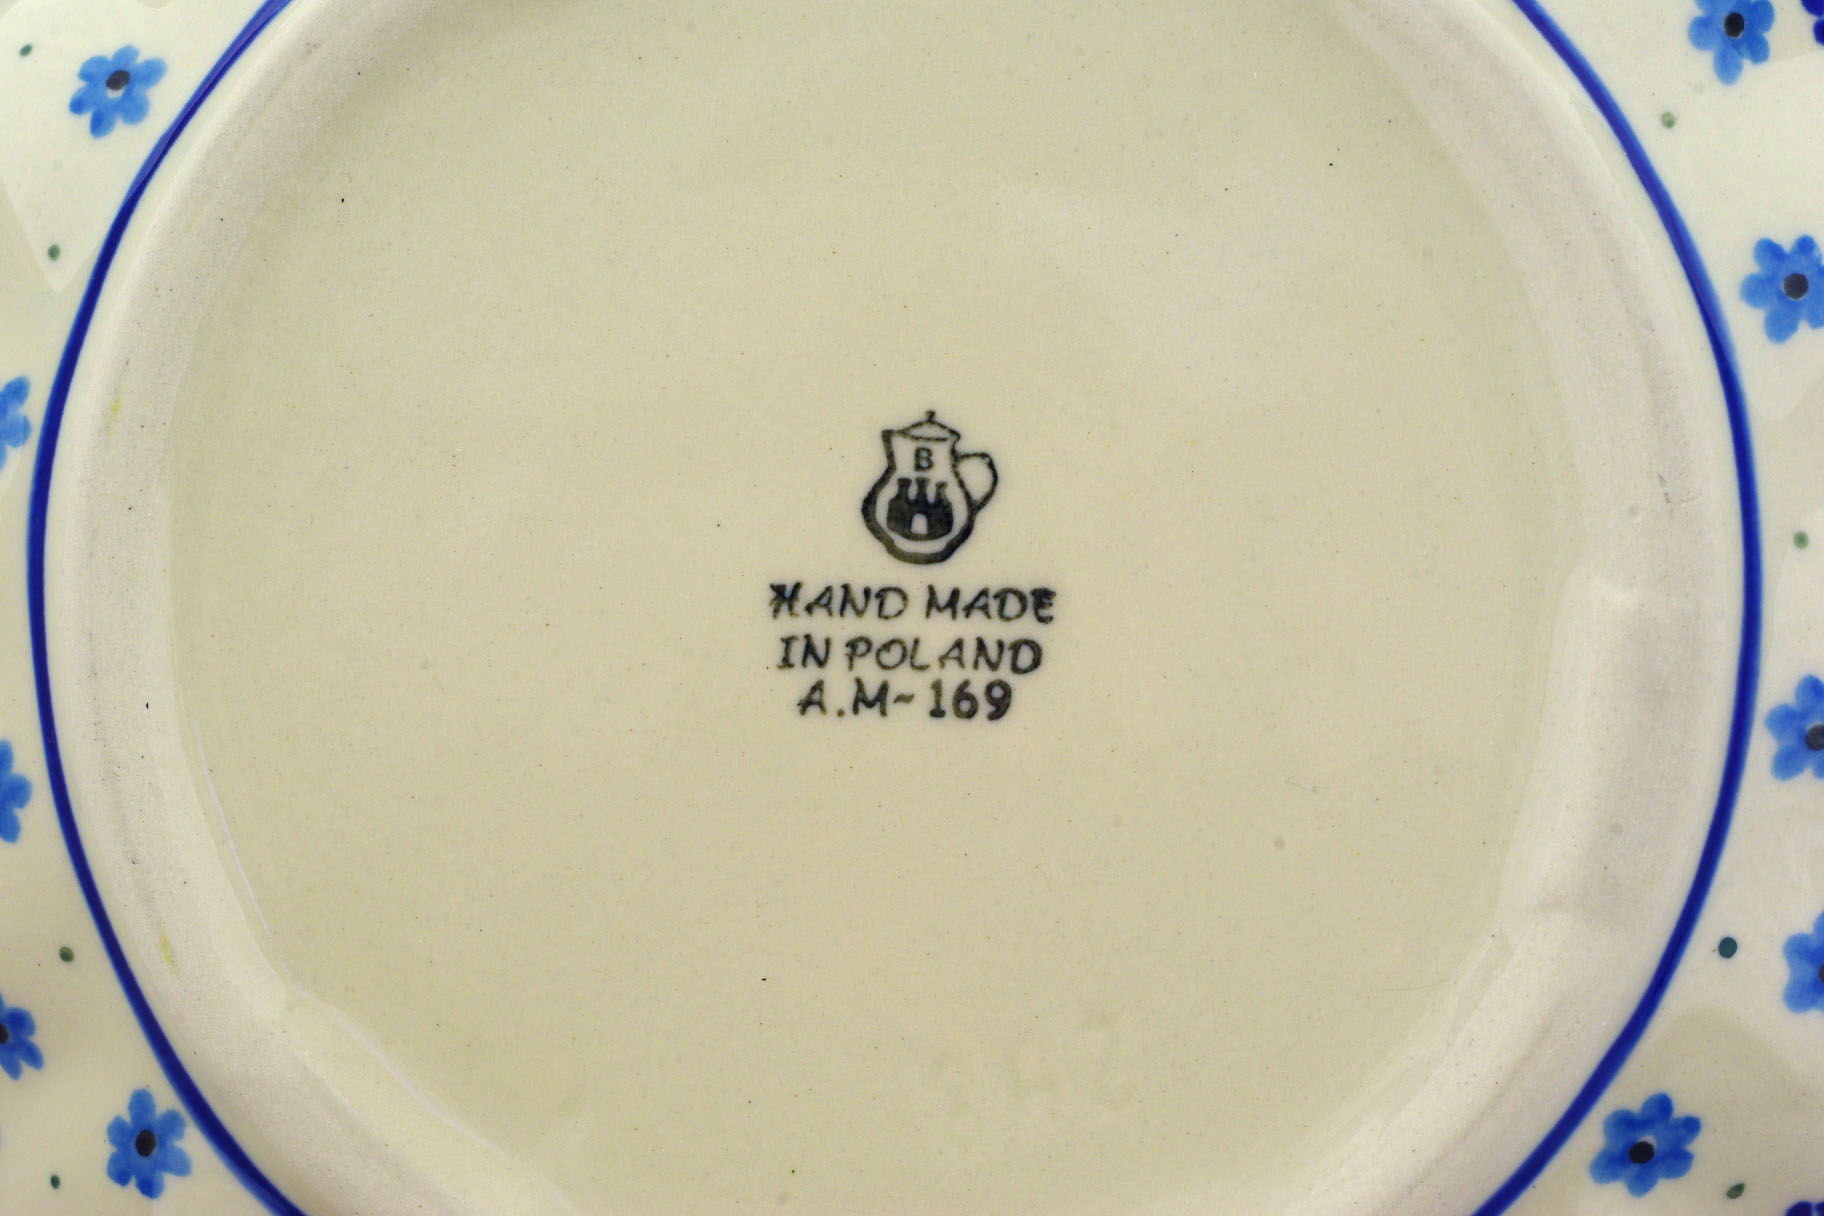 B
HAND MADE
IN POLAND
A.M~169